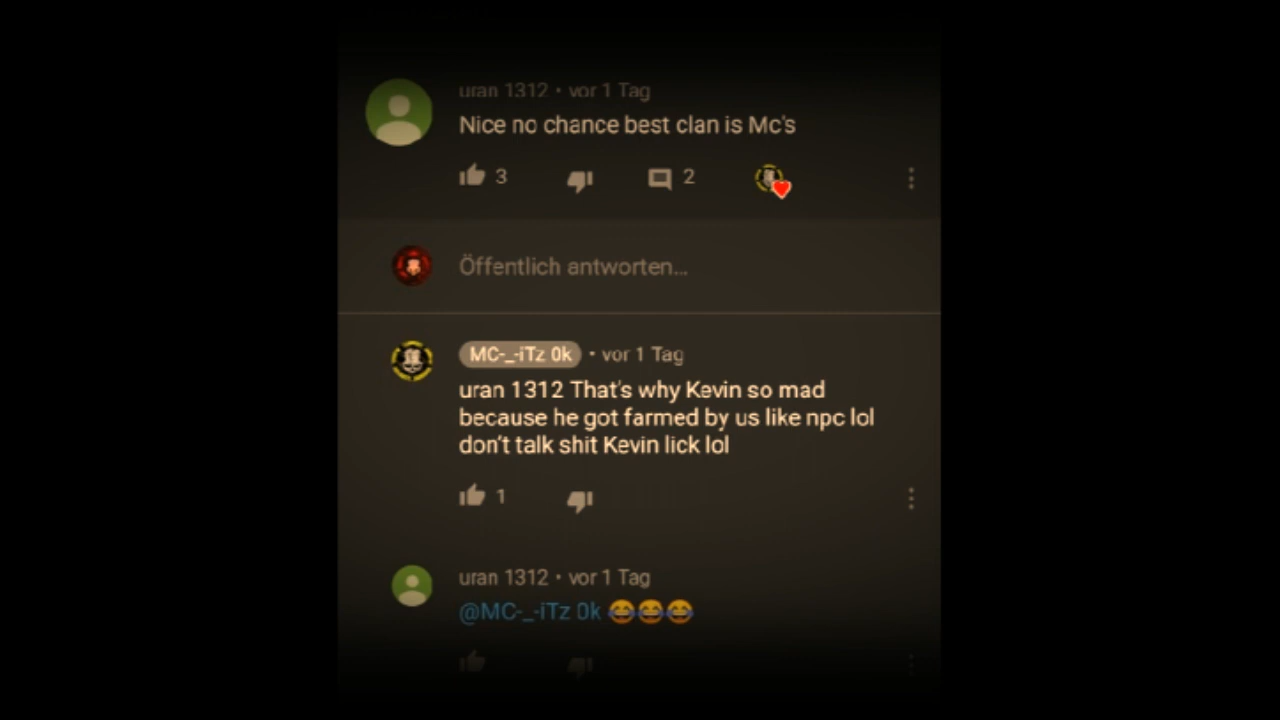 uran 1312 • vor 1 Tag
Nice no chance best clan is Mc's
3 2
Öffentlich antworten...
MC-_-iTz 0k • vor 1 Tag
uran 1312 That's why Kevin so mad
because he got farmed by us like npc lol
don't talk shit Kevin lick lol
1
uran 1312 • vor 1 Tag
@MC-_-iTz 0k 😂😂😂